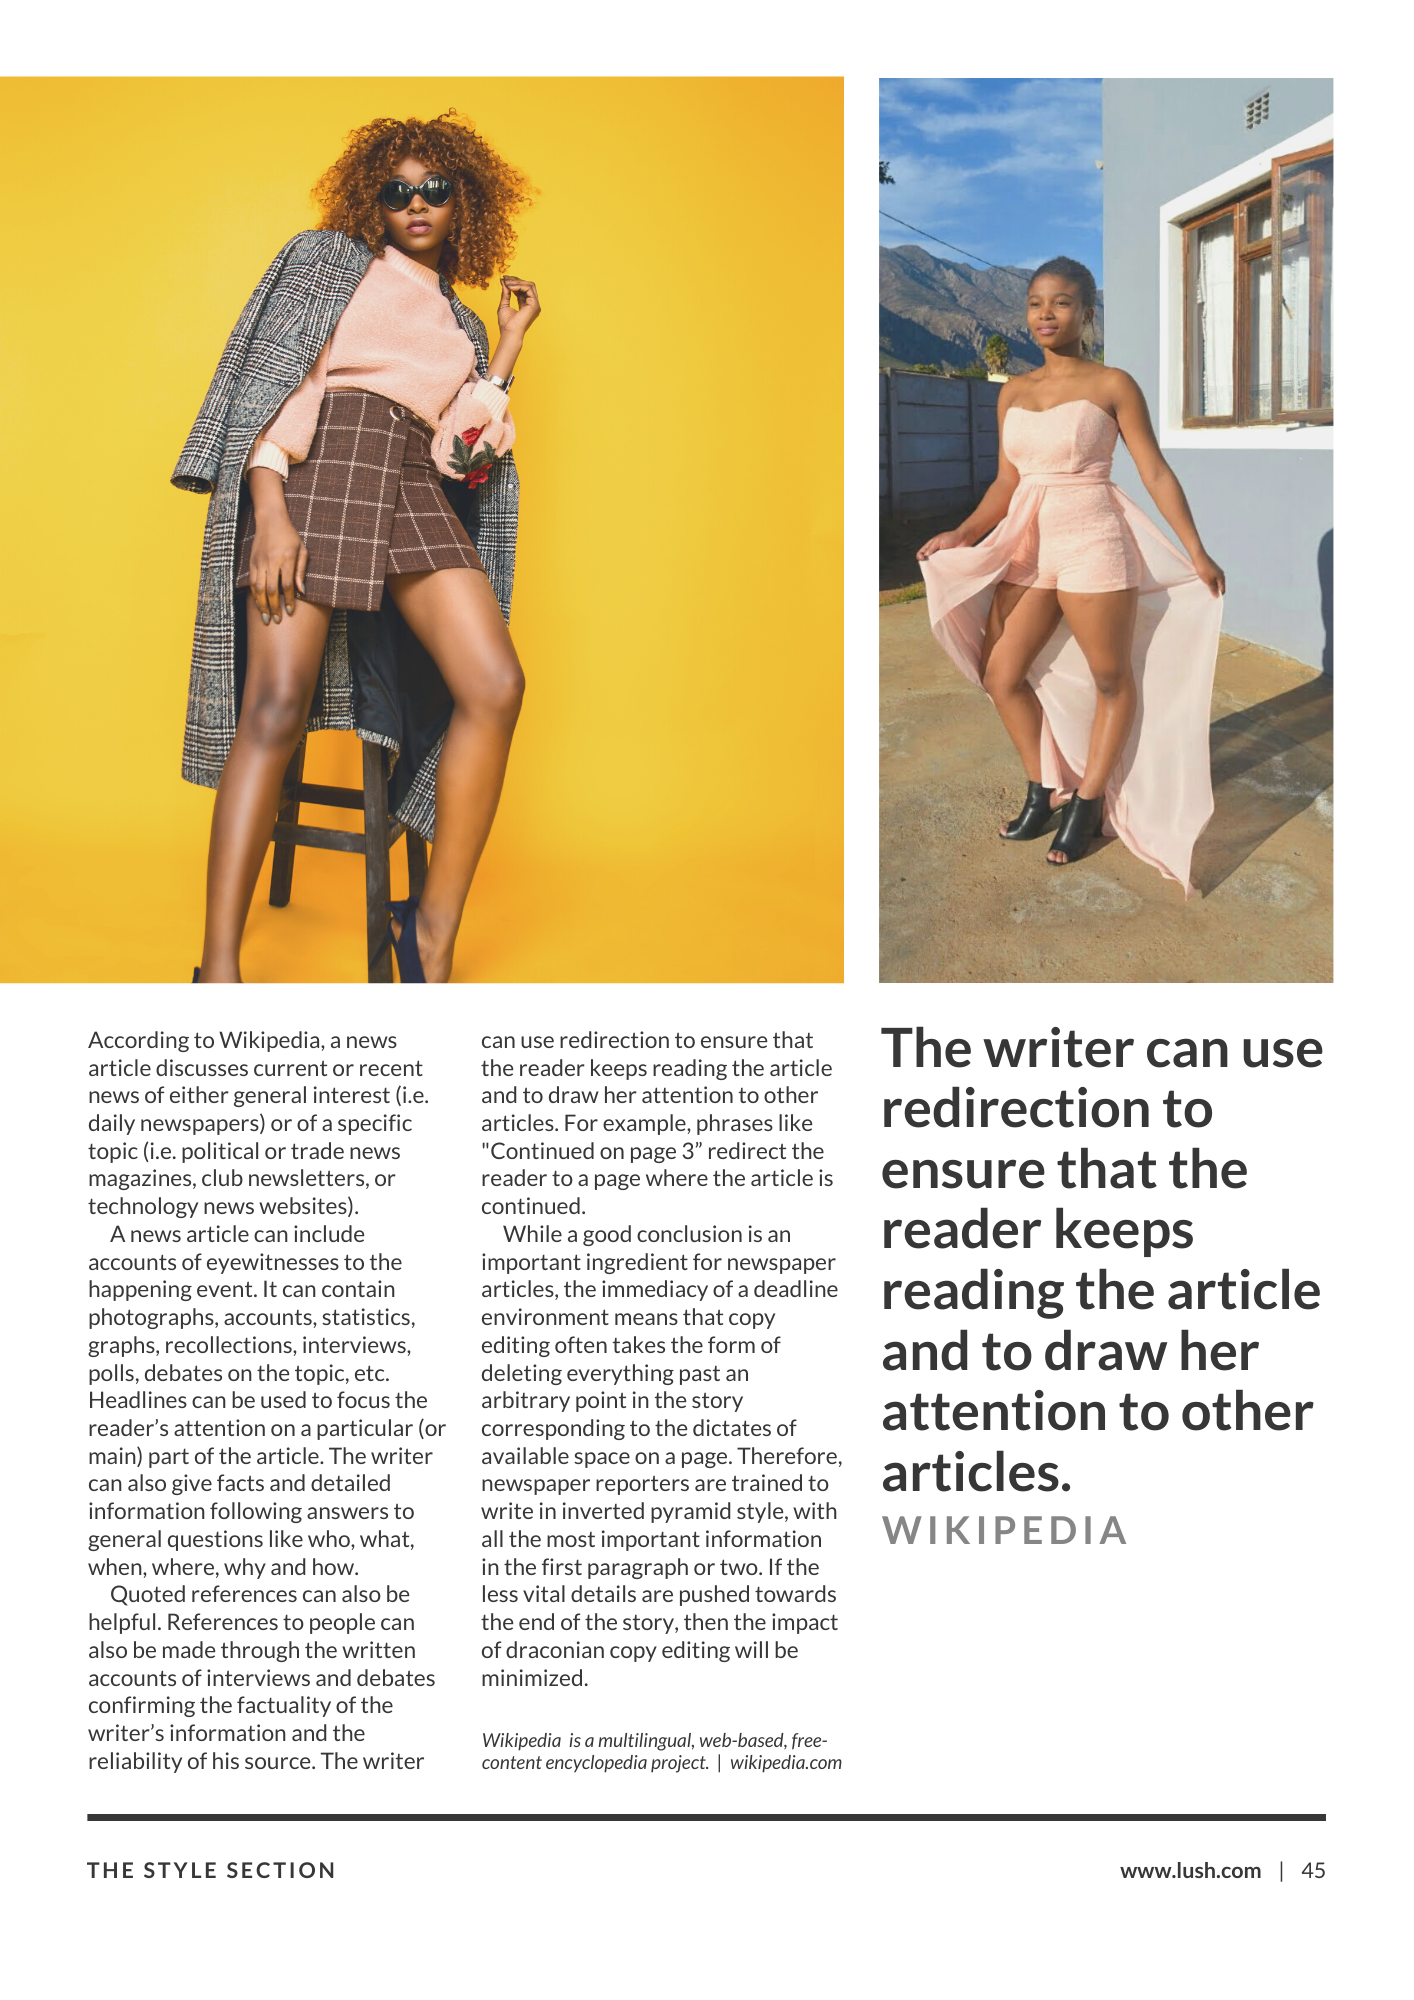 According to Wikipedia, a news
article discusses current or recent
news of either general interest (i.e.
daily newspapers) or of a specific
topic (i.e. political or trade news
magazines, club newsletters, or
technology news websites).
A news article can include
accounts of eyewitnesses to the
happening event. It can contain
photographs, accounts, statistics,
graphs, recollections, interviews,
polls, debates on the topic, etc.
Headlines can be used to focus the
reader’s attention on a particular (or
main) part of the article. The writer
can also give facts and detailed
information following answers to
general questions like who, what,
when, where, why and how.
Quoted references can also be
helpful. References to people can
also be made through the written
accounts of interviews and debates
confirming the factuality of the
writer’s information and the
reliability of his source. The writer
can use redirection to ensure that
the reader keeps reading the article
and to draw her attention to other
articles. For example, phrases like
"Continued on page 3” redirect the
reader to a page where the article is
continued.
While a good conclusion is an
important ingredient for newspaper
articles, the immediacy of a deadline
environment means that copy
editing often takes the form of
deleting everything past an
arbitrary point in the story
corresponding to the dictates of
available space on a page. Therefore,
newspaper reporters are trained to
write in inverted pyramid style, with
all the most important information
in the first paragraph or two. If the
less vital details are pushed towards
the end of the story, then the impact
of draconian copy editing will be
minimized.
Wikipedia is a multilingual, web-based, free-
content encyclopedia project. | wikipedia.com
The writer can use
redirection to
ensure that the
reader keeps
reading the article
and to draw her
attention to other
articles.
WIKIPEDIA
THE STYLE SECTION
www.lush.com | 45